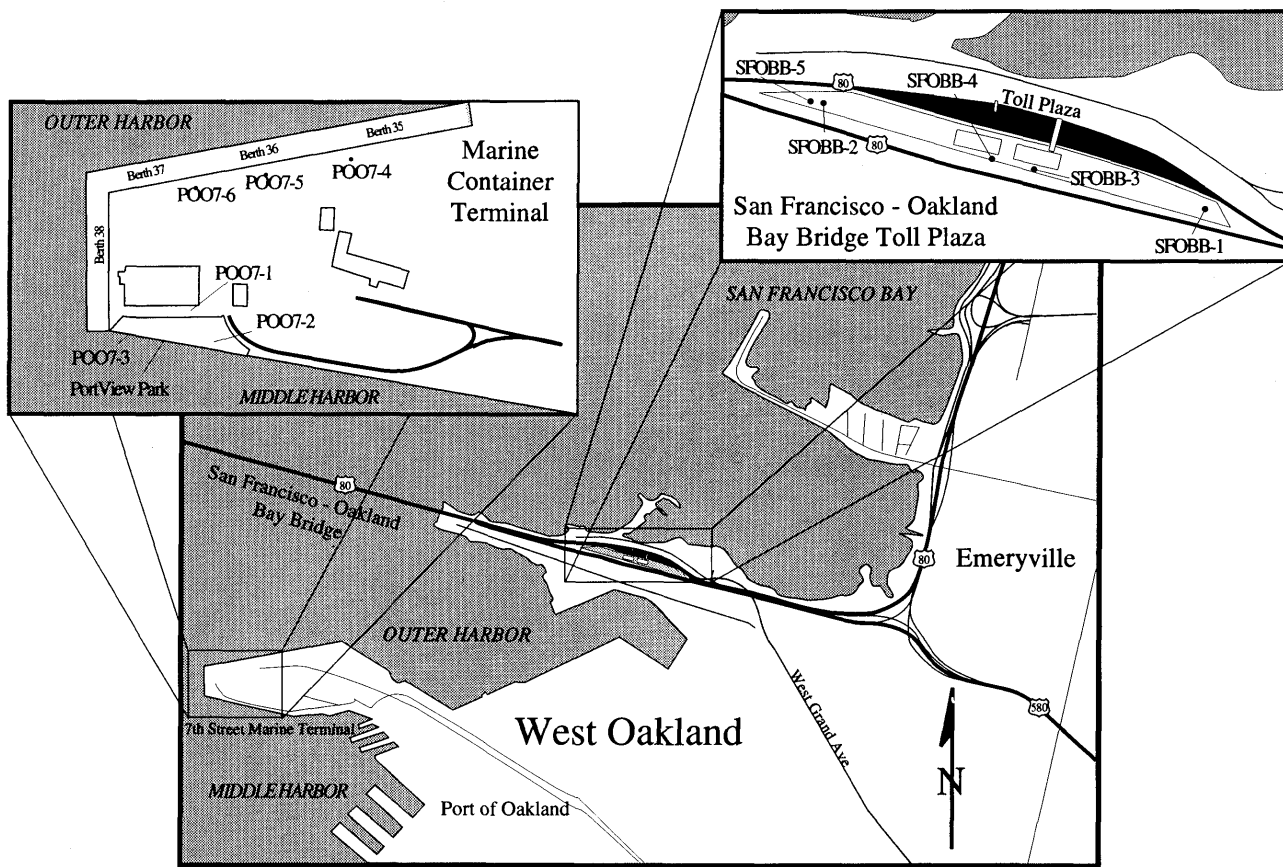 OUTER HARBOR
Berth 35
Berth 36
Berth 37
Berth 38
POO7-4
POO7-5
POO7-6
Marine
Container
Terminal
POO7-1
POO7-2
POO7-3
PortView Park
MIDDLE HARBOR
SFOBB-5
80
SFOBB-4
Toll Plaza
SFOBB-2
80
SFOBB-3
San Francisco - Oakland
Bay Bridge Toll Plaza
SFOBB-1
SAN FRANCISCO BAY
80
San Francisco - Oakland
Bay Bridge
80
Emeryville
OUTER HARBOR
West Grand Ave
580
7th Street Marine Terminal
West Oakland
N
MIDDLE HARBOR
Port of Oakland